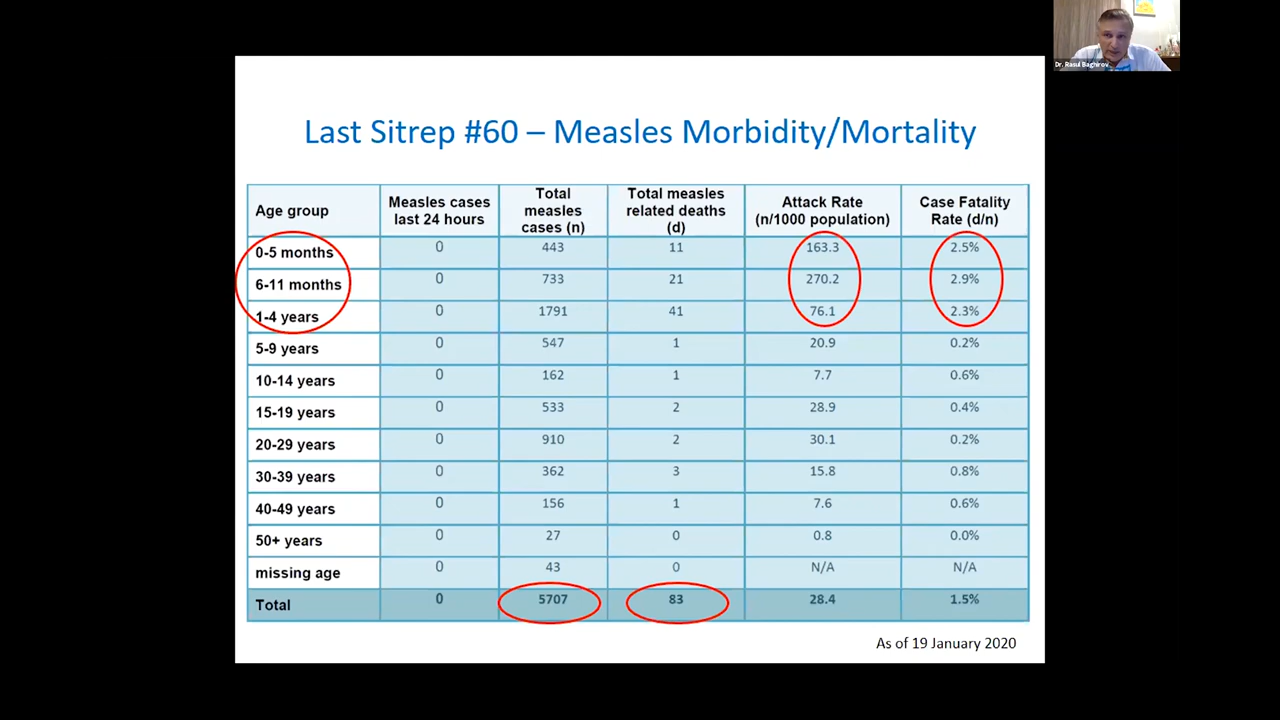 Dr. Rasul Baghirov
Last Sitrep #60 – Measles Morbidity/Mortality
Age group
Measles cases
last 24 hours
Total
measles
cases (n)
Total measles
related deaths
(d)
Attack Rate
(n/1000 population)
Case Fatality
Rate (d/n)
0-5 months 0 443 11 163.3 2.5%
6-11 months 0 733 21 270.2 2.9%
1-4 years 0 1791 41 76.1 2.3%
5-9 years 0 547 1 20.9 0.2%
10-14 years 0 162 1 7.7 0.6%
15-19 years 0 533 2 28.9 0.4%
20-29 years 0 910 2 30.1 0.2%
30-39 years 0 362 3 15.8 0.8%
40-49 years 0 156 1 7.6 0.6%
50+ years 0 27 0 0.8 0.0%
missing age 0 43 0 N/A N/A
Total 0 5707 83 28.4 1.5%
As of 19 January 2020